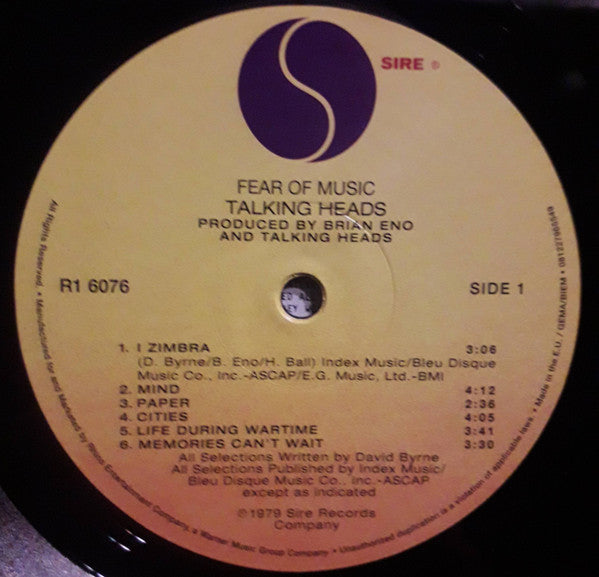 SIRE ®
FEAR OF MUSIC
TALKING HEADS
PRODUCED BY BRIAN ENO
AND TALKING HEADS
R1 6076
SIDE 1
ED AL
EY
1. I ZIMBRA 3:06
(D. Byrne/B. Eno/H. Ball) Index Music/Bleu Disque
Music Co., Inc.-ASCAP/E.G. Music, Ltd.-BMI
2. MIND 4:12
3. PAPER 2:36
4. CITIES 4:05
5. LIFE DURING WARTIME 3:41
6. MEMORIES CAN'T WAIT 3:30
All Selections Written by David Byrne
All Selections Published by Index Music/
Bleu Disque Music Co., Inc.-ASCAP
except as indicated
℗1979 Sire Records
Company
All Rights Reserved. • Manufactured for and Marketed by Rhino Entertainment Company, a Warner Music Group Company. • Unauthorized duplication is a violation of applicable laws. • Made in the E.U. / GEMA/BIEM • 081227965549